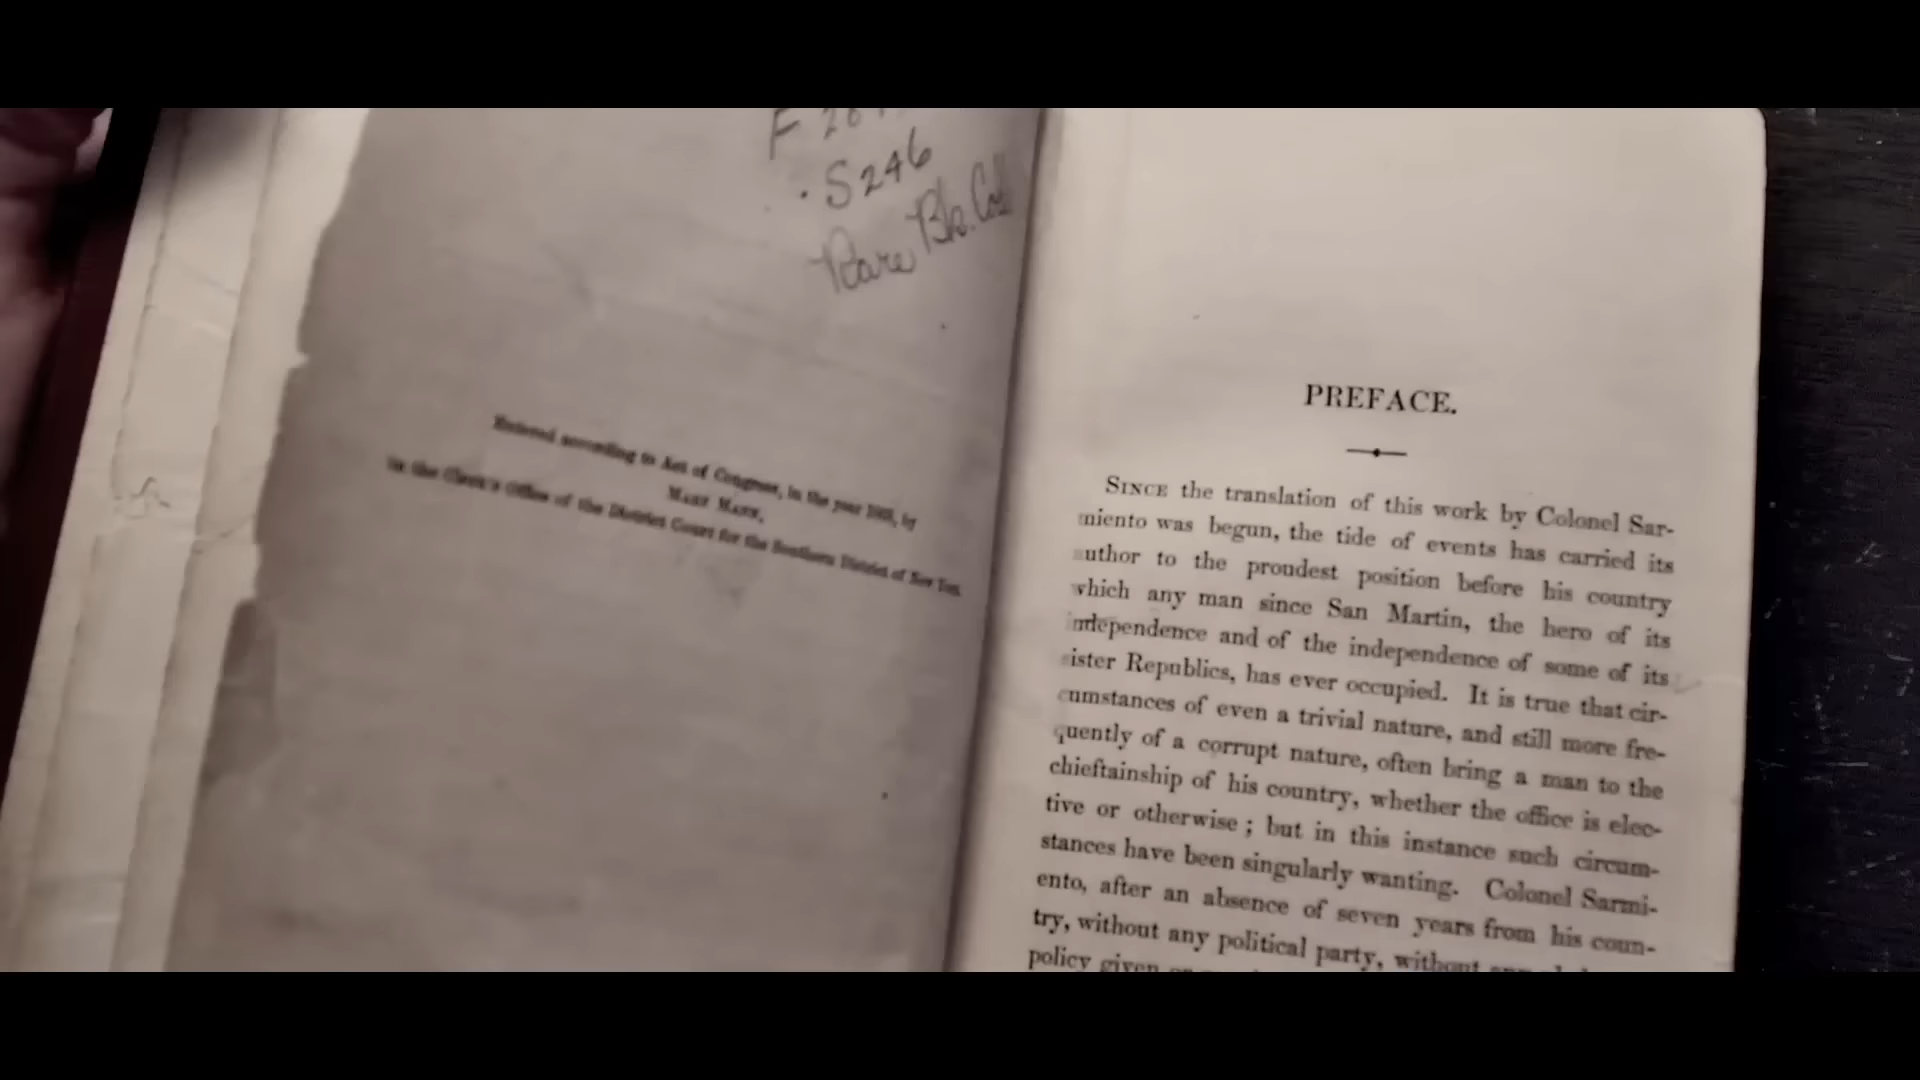 · S246
Rare Bk. Coll
Entered according to Act of Congress, in the year by
Mary Mann,
In the Clerk's Office of the District Court for the Southern District of New
PREFACE.
SINCE the translation of this work by Colonel Sar-
miento was begun, the tide of events has carried its
author to the proudest position before his country
which any man since San Martin, the hero of its
independence and of the independence of some of its
sister Republics, has ever occupied. It is true that cir-
cumstances of even a trivial nature, and still more fre-
quently of a corrupt nature, often bring a man to the
chieftainship of his country, whether the office is elec-
tive or otherwise; but in this instance such circum-
stances have been singularly wanting. Colonel Sarmi-
ento, after an absence of seven years from his coun-
try, without any political party, without
policy given